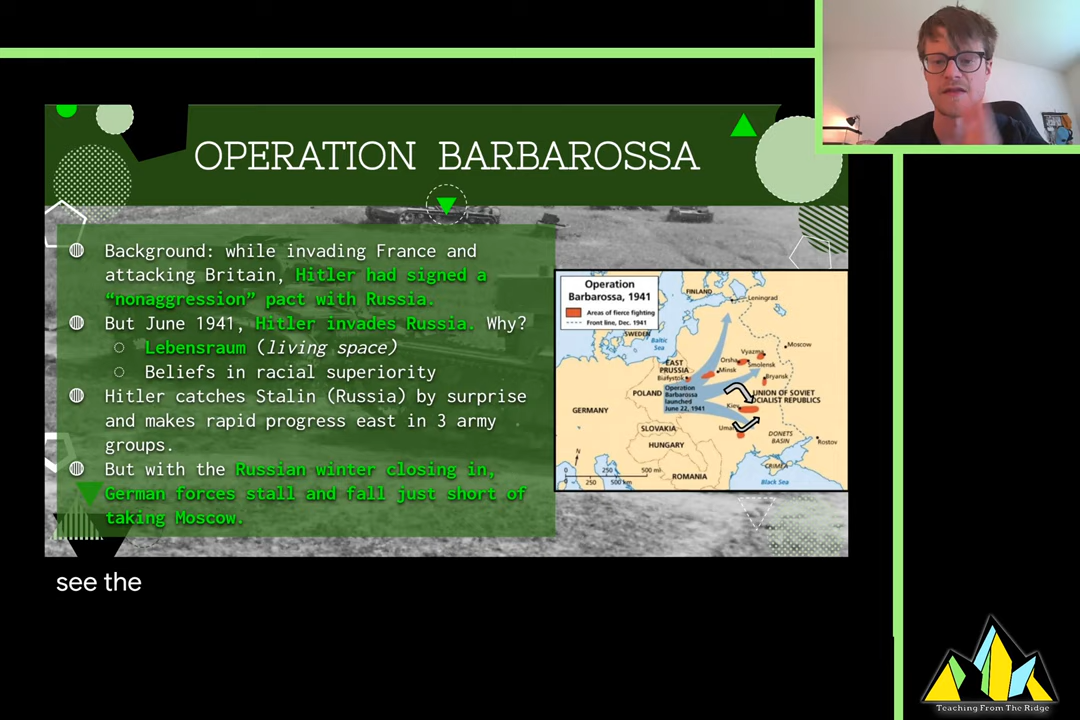 OPERATION BARBAROSSA
Background: while invading France and
attacking Britain, Hitler had signed a
“nonaggression” pact with Russia.
But June 1941, Hitler invades Russia. Why?
Lebensraum (living space)
Beliefs in racial superiority
Hitler catches Stalin (Russia) by surprise
and makes rapid progress east in 3 army
groups.
But with the Russian winter closing in,
German forces stall and fall just short of
taking Moscow.
Operation
Barbarossa, 1941
Areas of fierce fighting
Front line, Dec. 1941
FINLAND
Leningrad
SWEDEN
Baltic
Sea
Moscow
Vyazma
EAST
PRUSSIA
Orsha
Smolensk
Minsk
Białystok
Bryansk
POLAND
Operation
Barbarossa
launched
June 22, 1941
UNION OF SOVIET
SOCIALIST REPUBLICS
Kiev
GERMANY
Uman
SLOVAKIA
DONETS
BASIN
Rostov
HUNGARY
N
CRIMEA
0 250 500 mi
0 250 500 km
ROMANIA
Black Sea
see the
Teaching From The Ridge